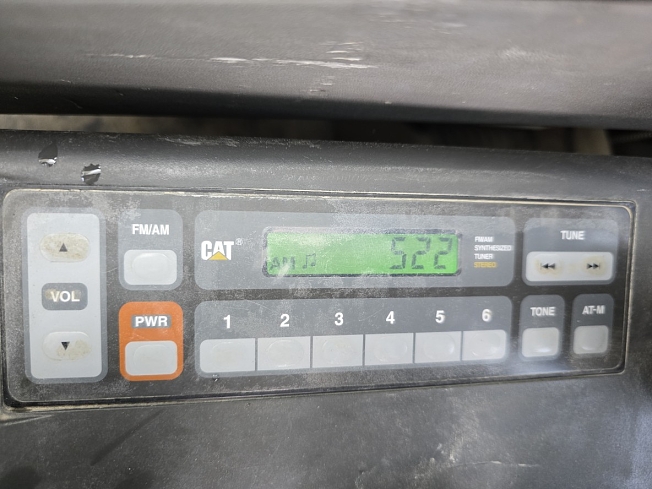 FM/AM
CAT®
AM 522
FM/AM
SYNTHESIZED
TUNER
STEREO
TUNE
VOL
PWR
1 2 3 4 5 6
TONE
AT-M